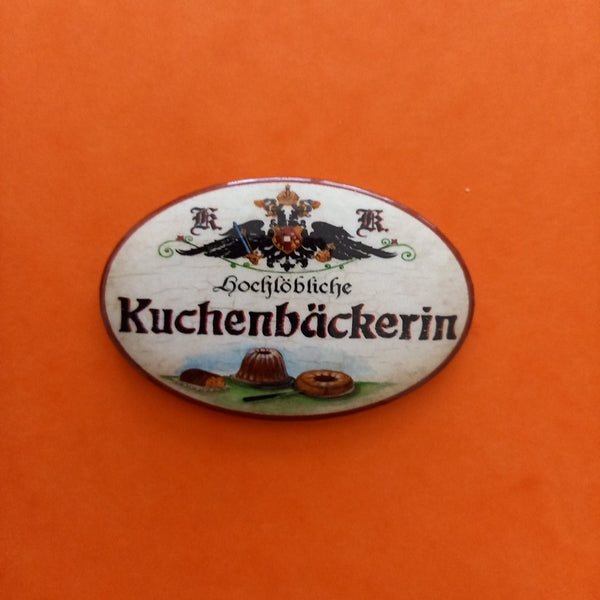 K. K.
Hochlöbliche
Kuchenbäckerin